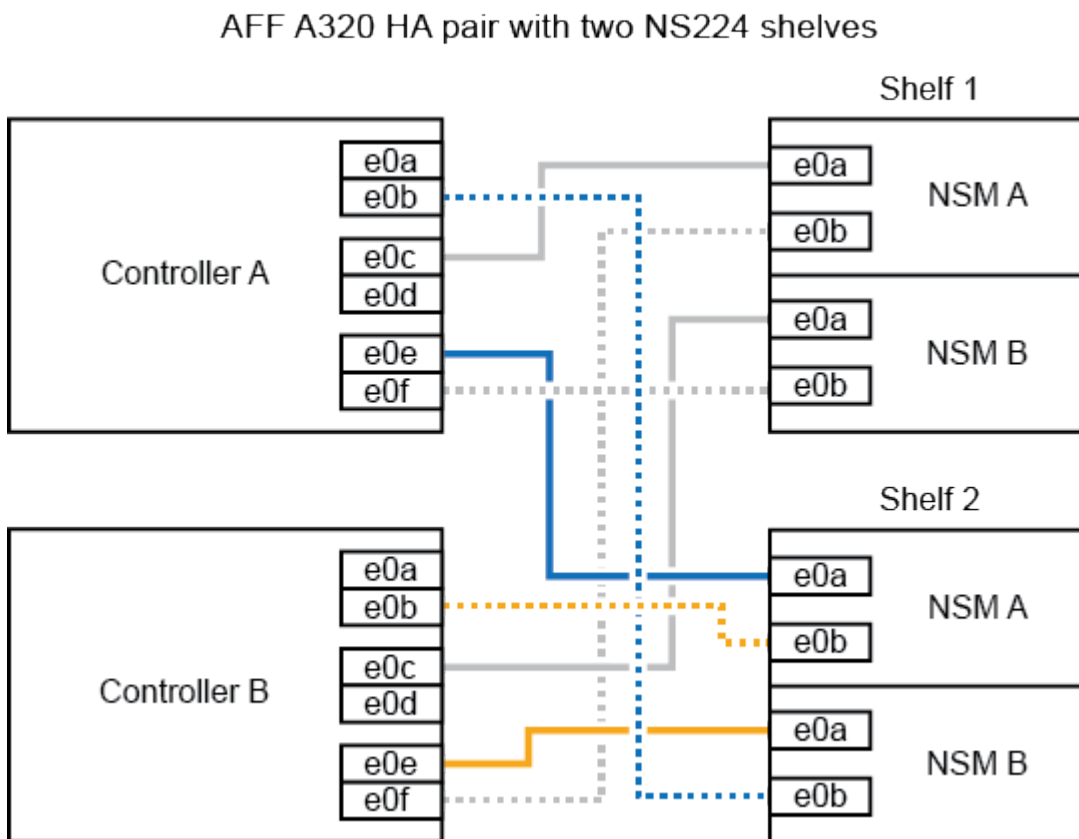 AFF A320 HA pair with two NS224 shelves
Controller A
e0a
e0b
e0c
e0d
e0e
e0f
Shelf 1
e0a
e0b
NSM A
e0a
e0b
NSM B
Controller B
e0a
e0b
e0c
e0d
e0e
e0f
Shelf 2
e0a
e0b
NSM A
e0a
e0b
NSM B